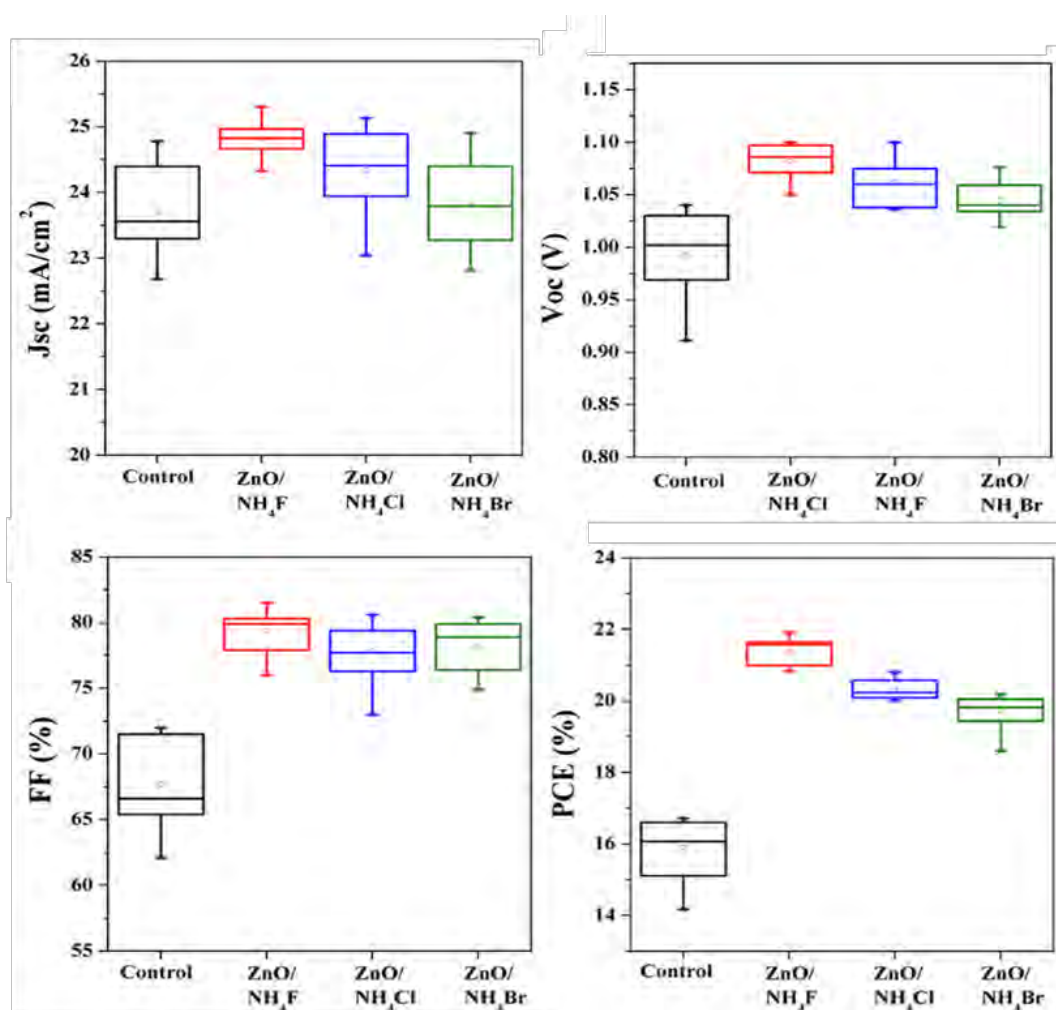 26
25
24
23
22
21
20
Jsc (mA/cm²)
Control
ZnO/
NH₄F
ZnO/
NH₄Cl
ZnO/
NH₄Br
1.10
1.10
1.05
1.00
0.95
0.90
0.85
0.80
Voc (V)
Control
ZnO/
NH₄Cl
ZnO/
NH₄F
ZnO/
NH₄Br
85
80
75
70
65
60
55
FF (%)
Control
ZnO/
NH₄F
ZnO/
NH₄Cl
ZnO/
NH₄Br
24
22
20
18
16
14
PCE (%)
Control
ZnO/
NH₄F
ZnO/
NH₄Cl
ZnO/
NH₄Br